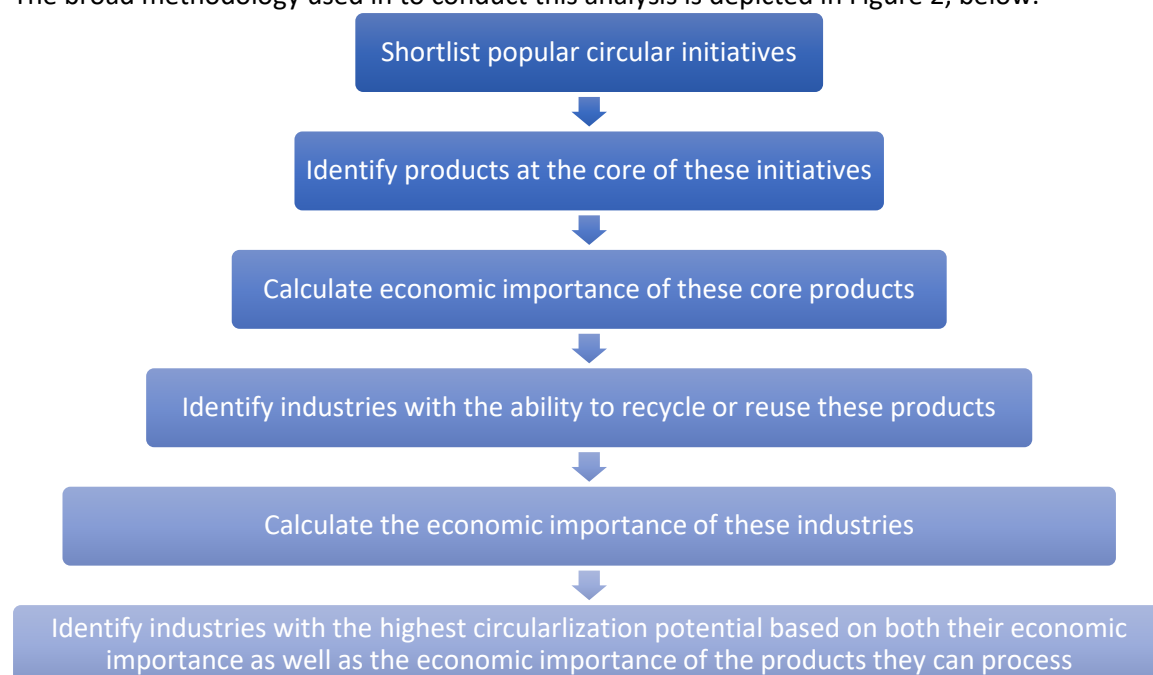 The broad methodology used in to conduct this analysis is depicted in Figure 2, below:
Shortlist popular circular initiatives
Identify products at the core of these initiatives
Calculate economic importance of these core products
Identify industries with the ability to recycle or reuse these products
Calculate the economic importance of these industries
Identify industries with the highest circularlization potential based on both their economic
importance as well as the economic importance of the products they can process